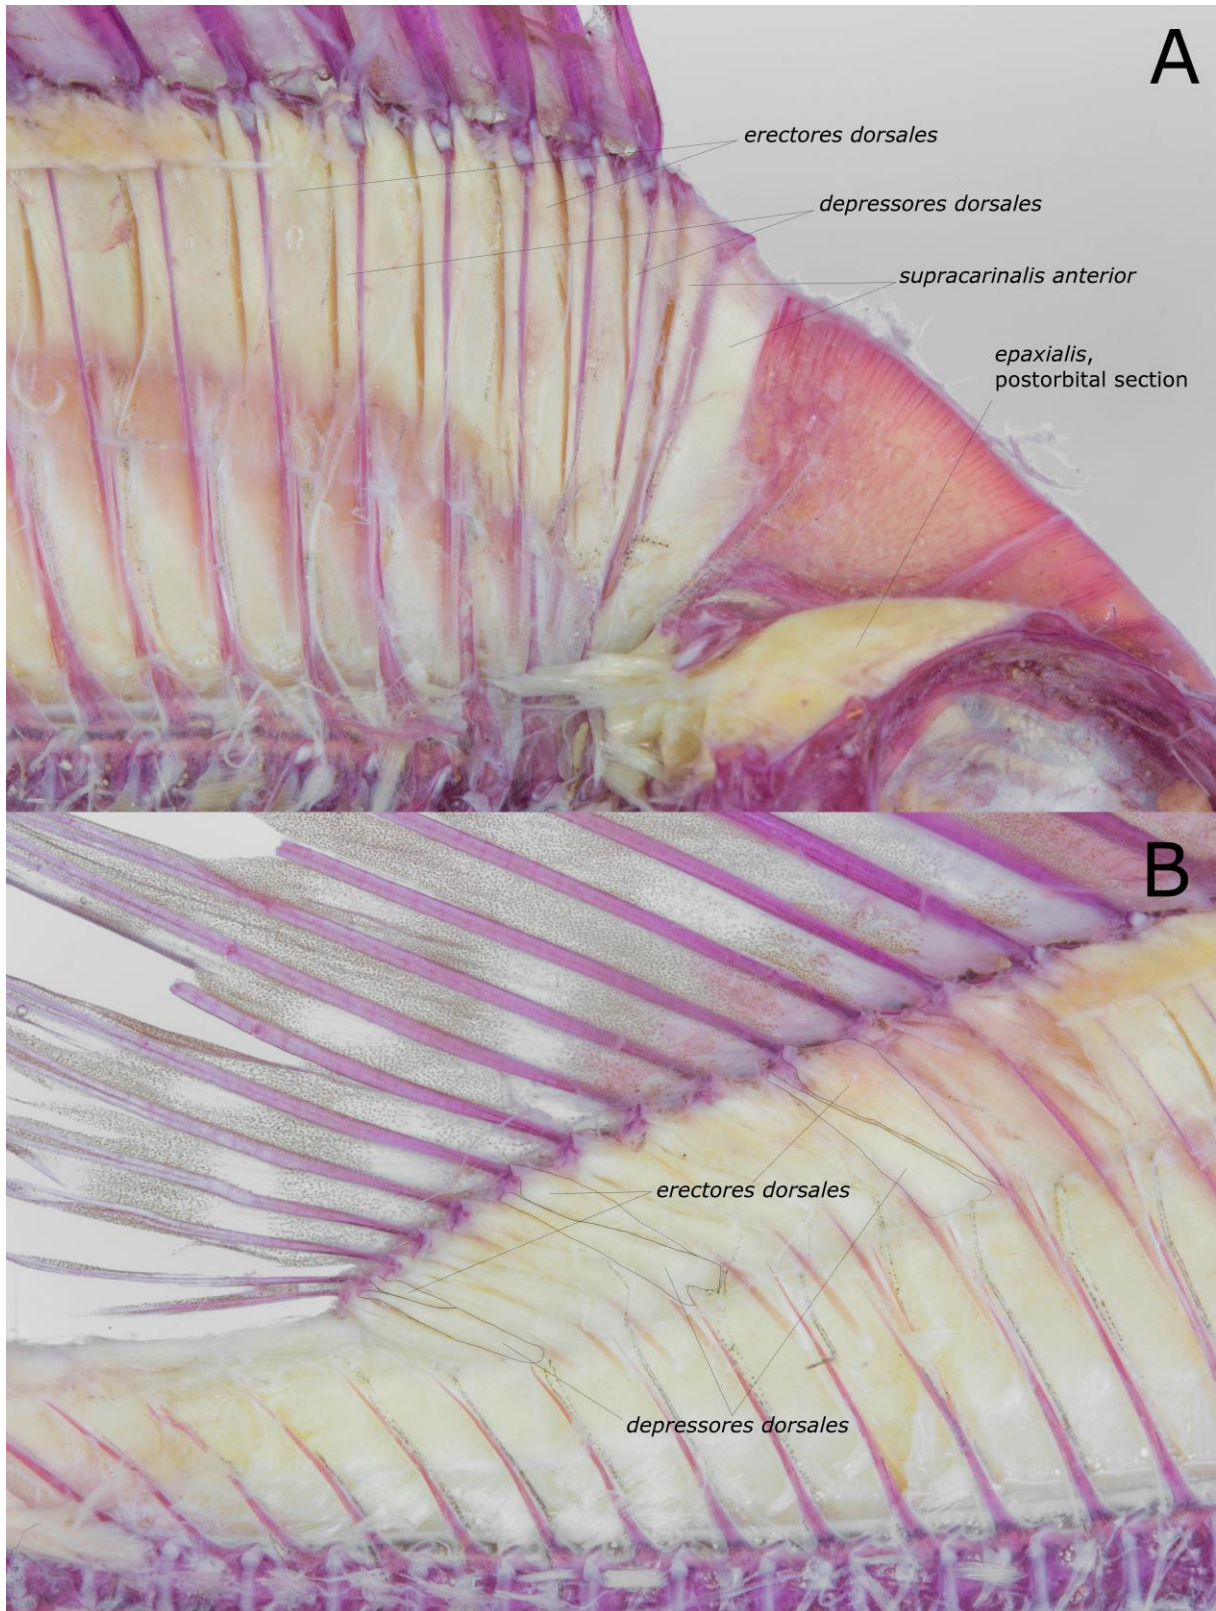 A
erectores dorsales
depressores dorsales
supracarinalis anterior
epaxialis,
postorbital section
B
erectores dorsales
depressores dorsales